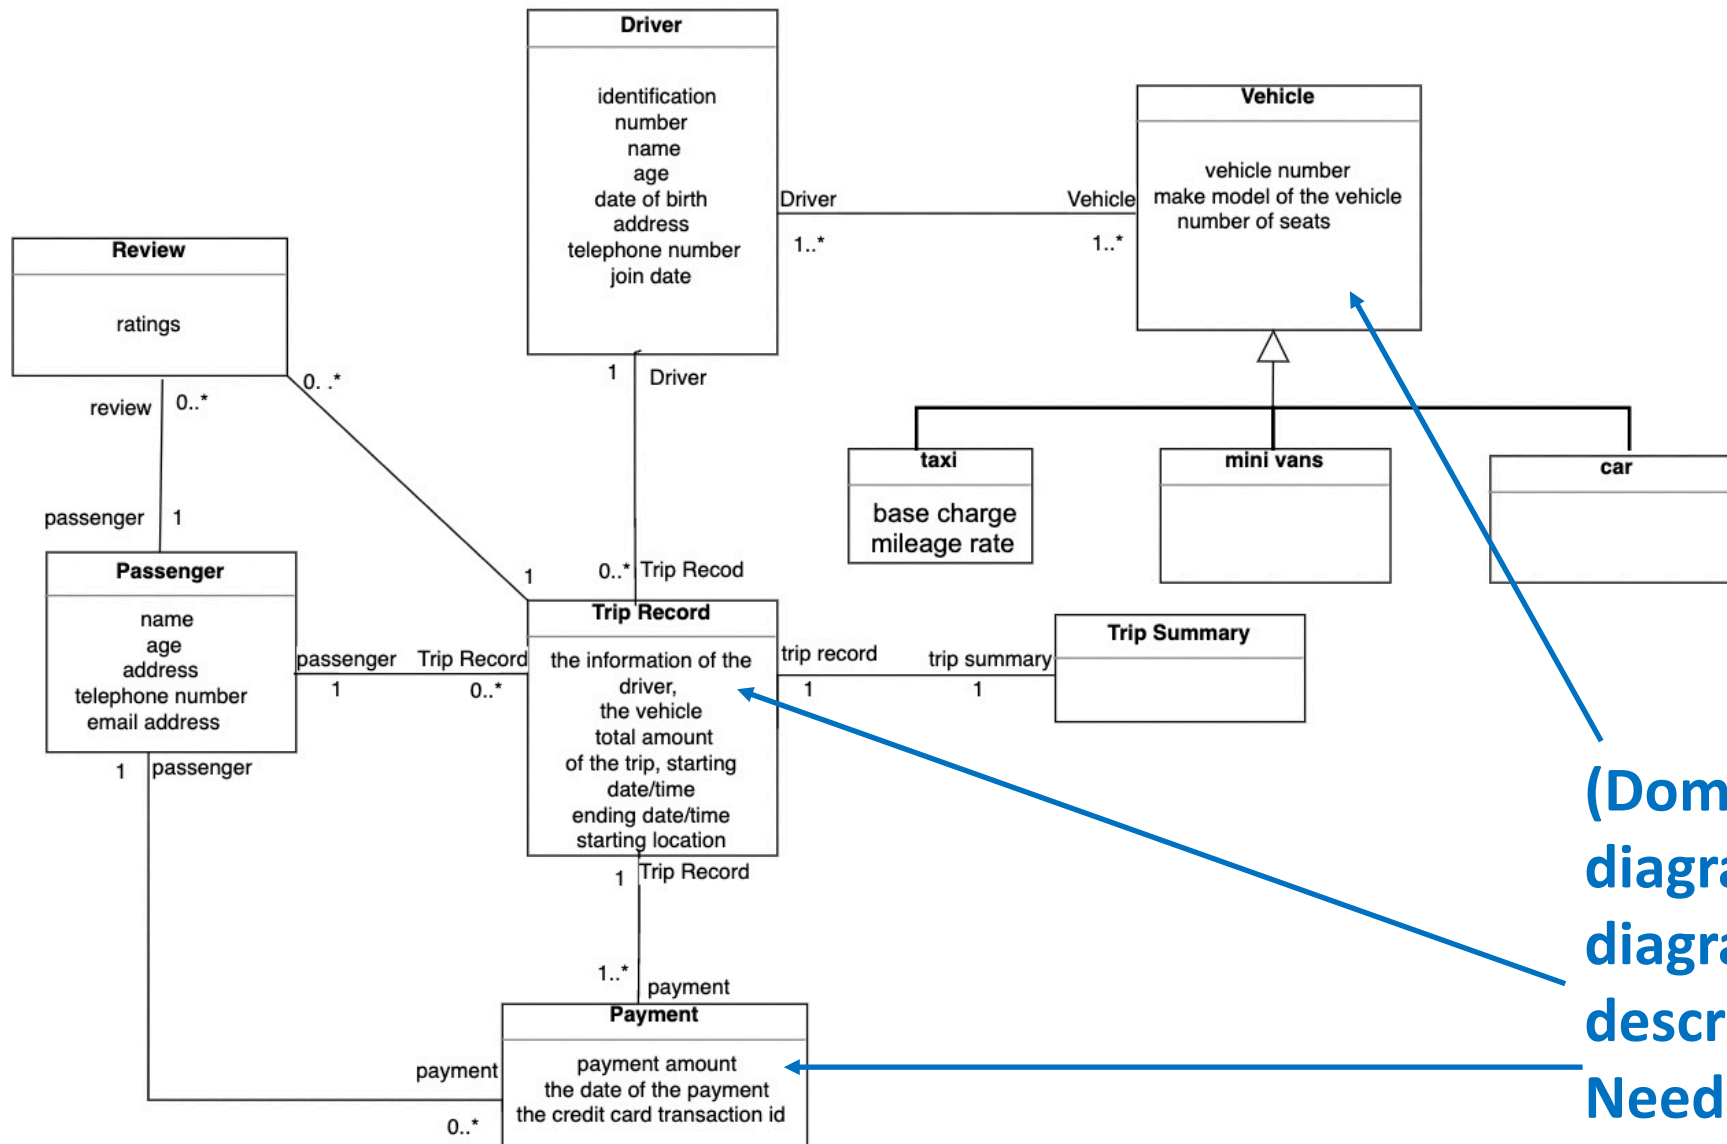 Driver
identification
number
name
age
date of birth
address
telephone number
join date
Vehicle
vehicle number
make model of the vehicle
number of seats
Driver
1..*
Vehicle
1..*
Review
ratings
review
0..*
0. .*
1
Driver
taxi
base charge
mileage rate
mini vans
car
passenger
1
1
0..*
Trip Recod
Passenger
name
age
address
telephone number
email address
passenger
1
Trip Record
0..*
Trip Record
the information of the
driver,
the vehicle
total amount
of the trip, starting
date/time
ending date/time
starting location
trip record
1
trip summary
1
Trip Summary
1
passenger
1
Trip Record
1..*
payment
Payment
payment amount
the date of the payment
the credit card transaction id
payment
0..*
(Dom
diagra
diagra
descr
Need